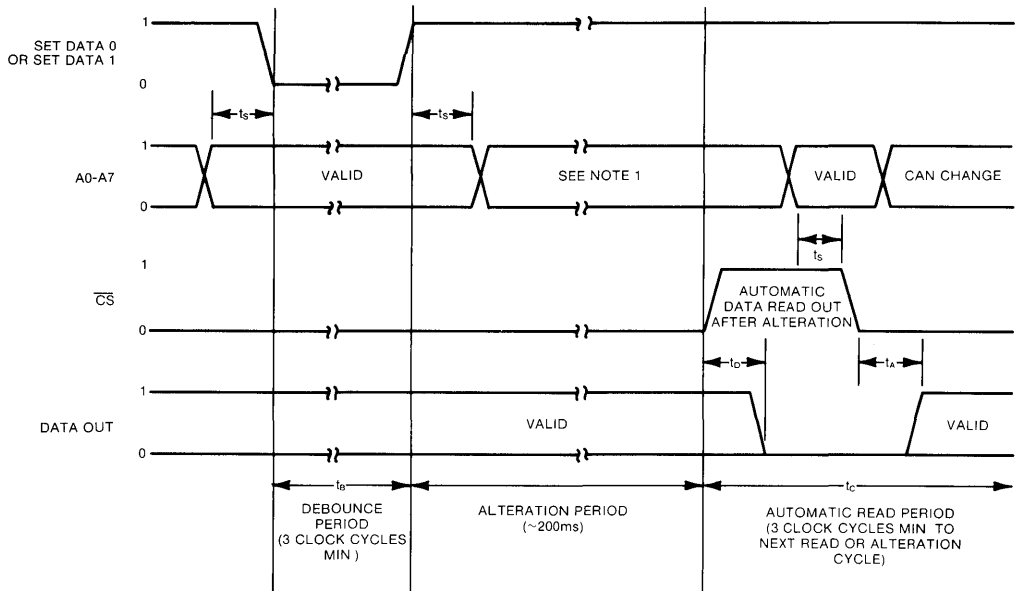 1
SET DATA 0
OR SET DATA 1
0
tS
tS
1
A0-A7
VALID
SEE NOTE 1
VALID
CAN CHANGE
0
tS
1
CS
AUTOMATIC
DATA READ OUT
AFTER ALTERATION
0
tD
tA
1
DATA OUT
VALID
VALID
0
tB
tC
DEBOUNCE
PERIOD
(3 CLOCK CYCLES
MIN )
ALTERATION PERIOD
(~200ms)
AUTOMATIC READ PERIOD
(3 CLOCK CYCLES MIN TO
NEXT READ OR ALTERATION
CYCLE)